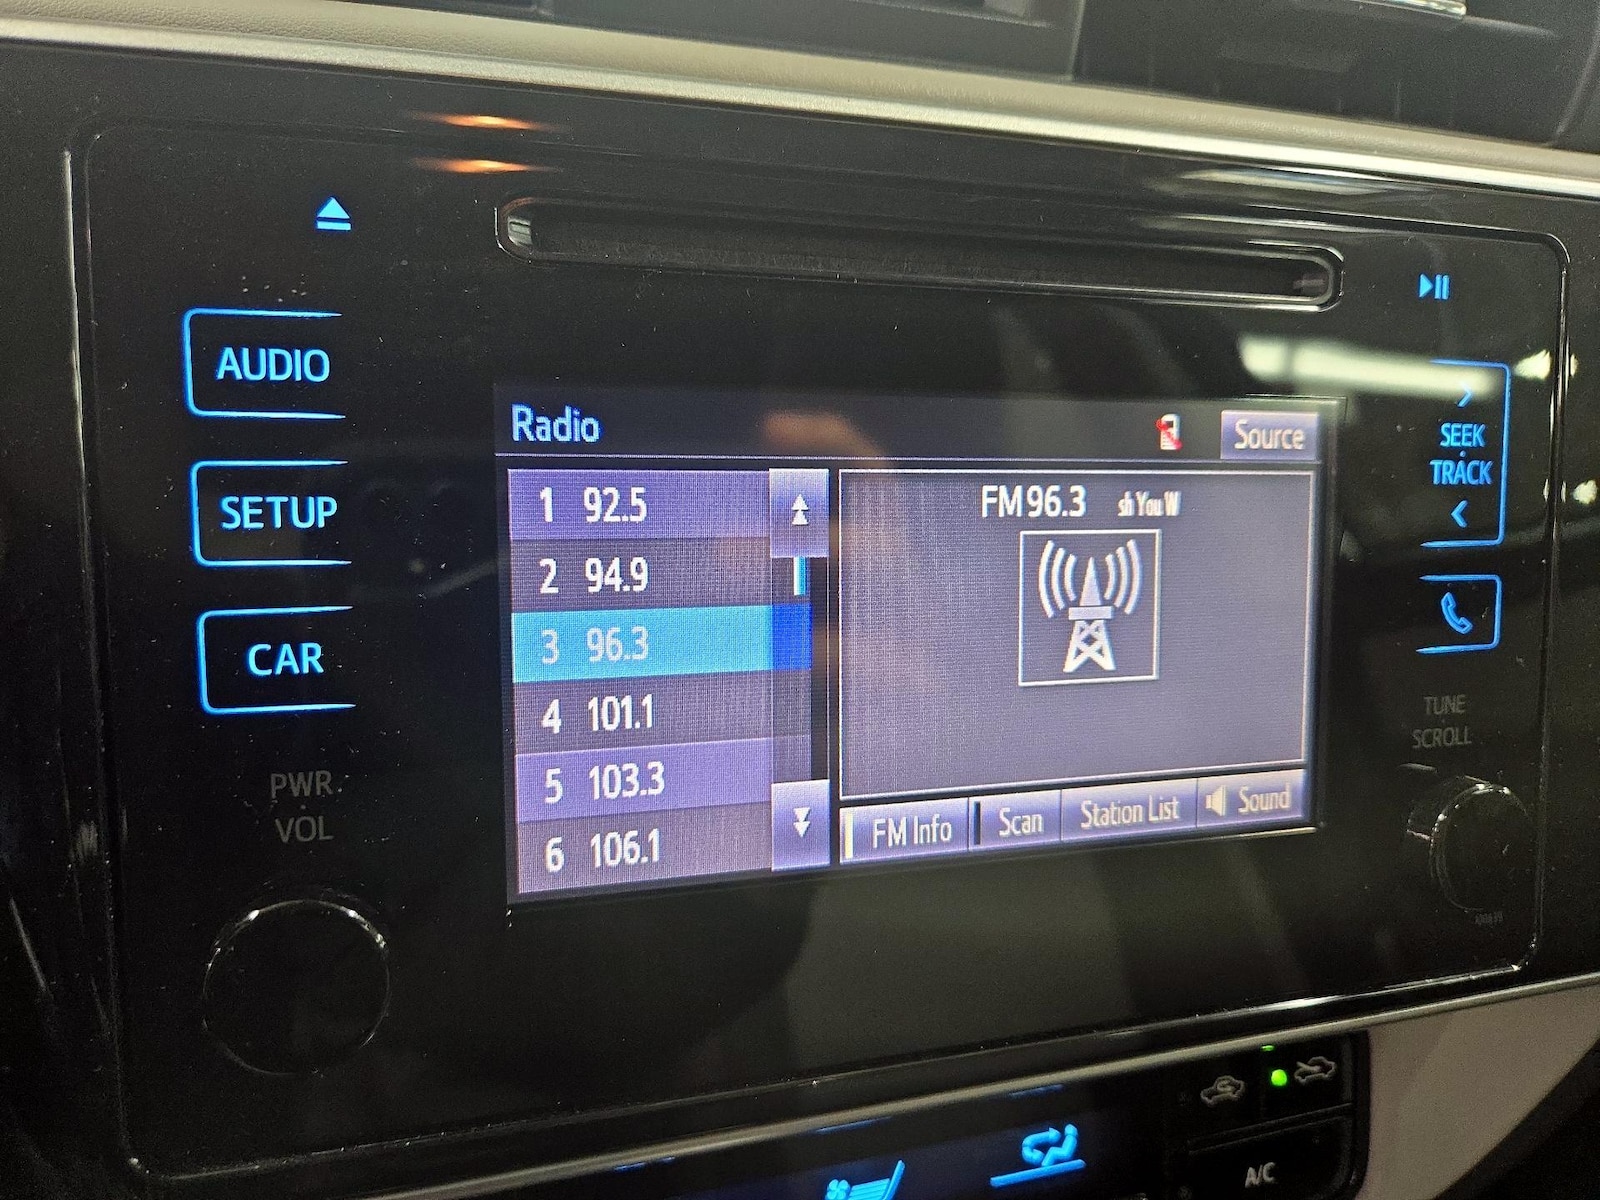 AUDIO
SETUP
CAR
PWR
VOL
Radio
Source
1 92.5
2 94.9
3 96.3
4 101.1
5 103.3
6 106.1
FM 96.3 sh You W
FM Info
Scan
Station List
Sound
SEEK
TRACK
TUNE
SCROLL
A/C